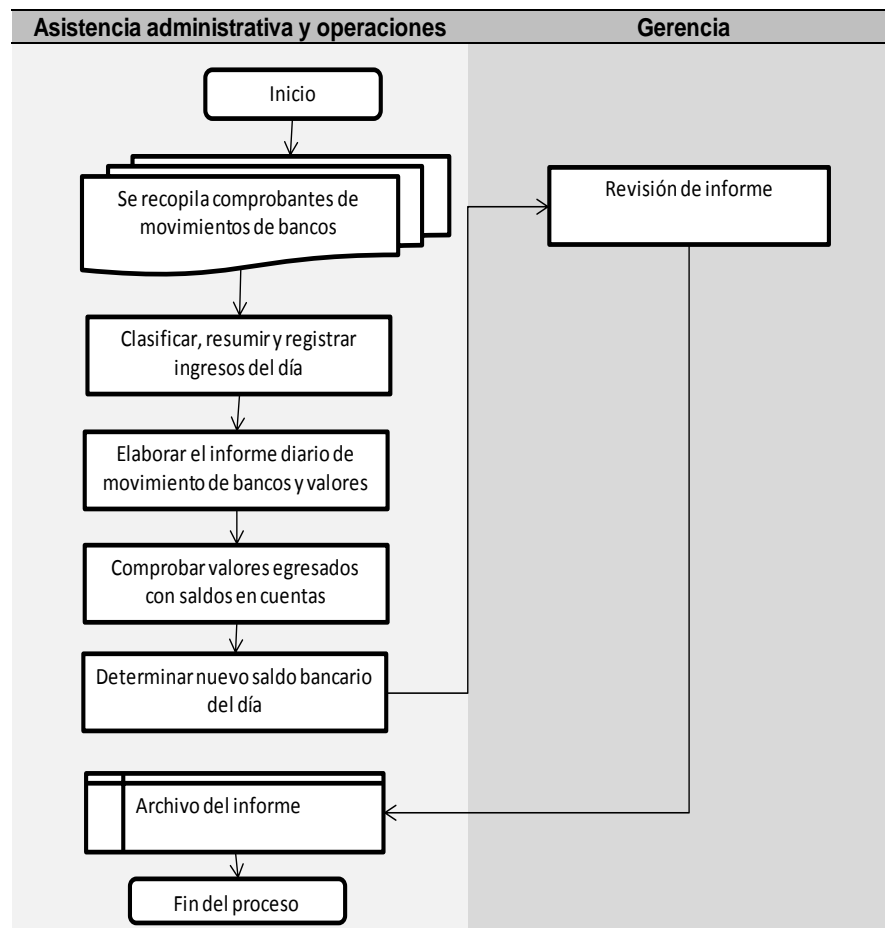 Asistencia administrativa y operaciones
Gerencia
Inicio
Se recopila comprobantes de
movimientos de bancos
Revisión de informe
Clasificar, resumir y registrar
ingresos del día
Elaborar el informe diario de
movimiento de bancos y valores
Comprobar valores egresados
con saldos en cuentas
Determinar nuevo saldo bancario
del día
Archivo del informe
Fin del proceso